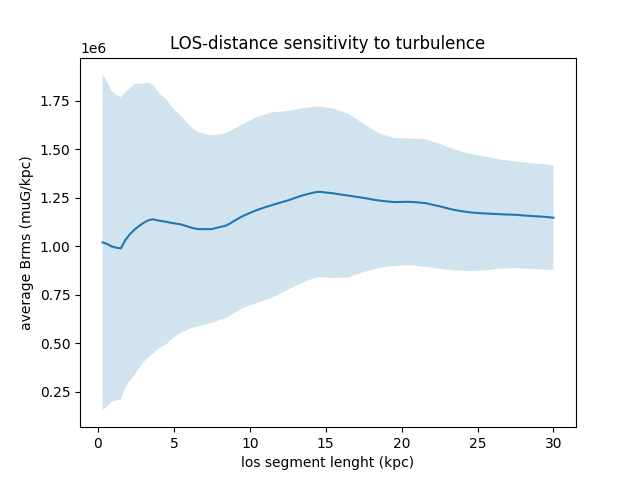 LOS-distance sensitivity to turbulence
1e6
1.75
1.50
1.25
1.00
0.75
0.50
0.25
average Brms (muG/kpc)
0 5 10 15 20 25 30
los segment lenght (kpc)